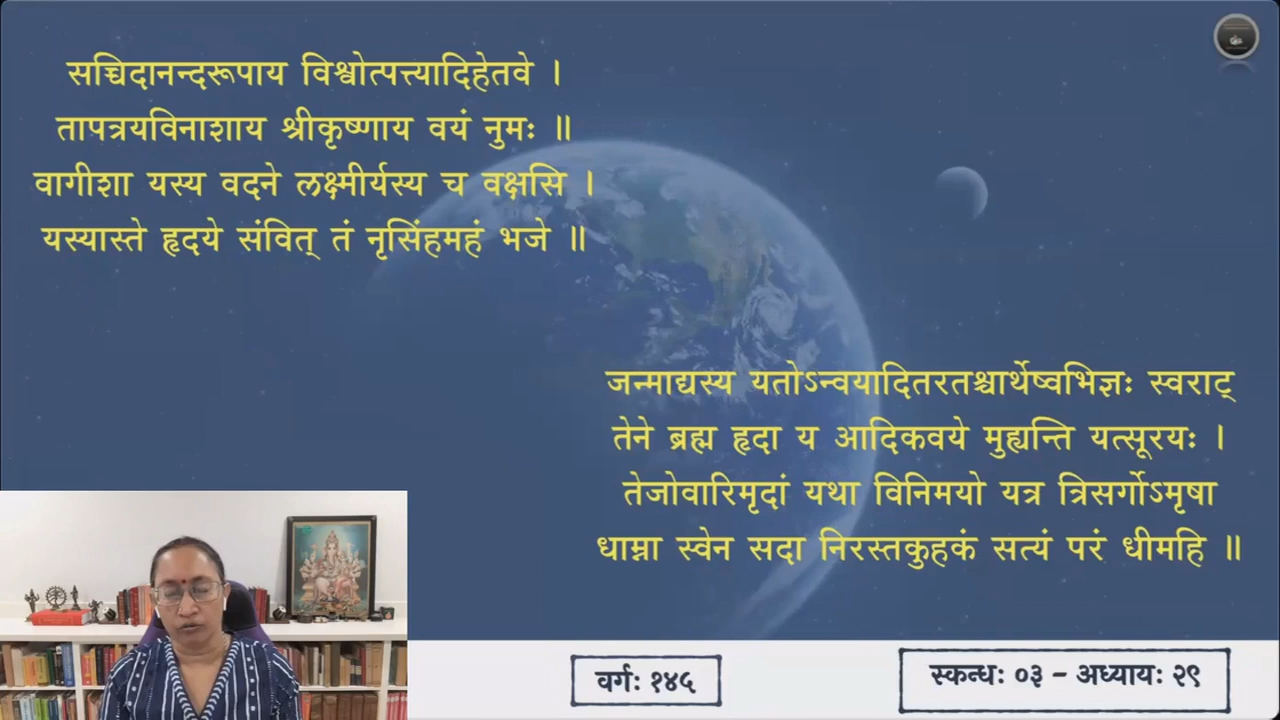 सच्चिदानन्दरूपाय विश्वोत्पत्त्यादिहेतवे ।
तापत्रयविनाशाय श्रीकृष्णाय वयं नुमः ॥
वागीशा यस्य वदने लक्ष्मीर्यस्य च वक्षसि ।
यस्यास्ते हृदये संवित् तं नृसिंहमहं भजे ॥
जन्माद्यस्य यतोऽन्वयादितरतश्चार्थेष्वभिज्ञः स्वराट्
तेने ब्रह्म हृदा य आदिकवये मुह्यन्ति यत्सूरयः ।
तेजोवारिमृदां यथा विनिमयो यत्र त्रिसर्गोऽमृषा
धाम्ना स्वेन सदा निरस्तकुहकं सत्यं परं धीमहि ॥
वर्गः १४५
स्कन्धः ०३ - अध्यायः २९